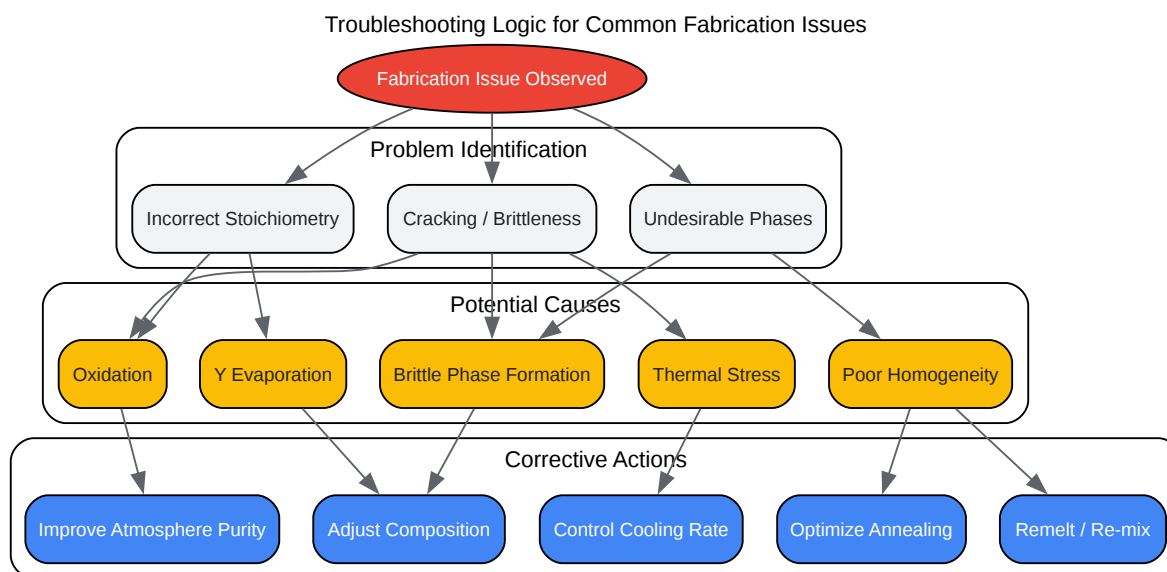 Troubleshooting Logic for Common Fabrication Issues
Fabrication Issue Observed
Problem Identification
Incorrect Stoichiometry
Cracking / Brittleness
Undesirable Phases
Potential Causes
Oxidation
Y Evaporation
Brittle Phase Formation
Thermal Stress
Poor Homogeneity
Corrective Actions
Improve Atmosphere Purity
Adjust Composition
Control Cooling Rate
Optimize Annealing
Remelt / Re-mix